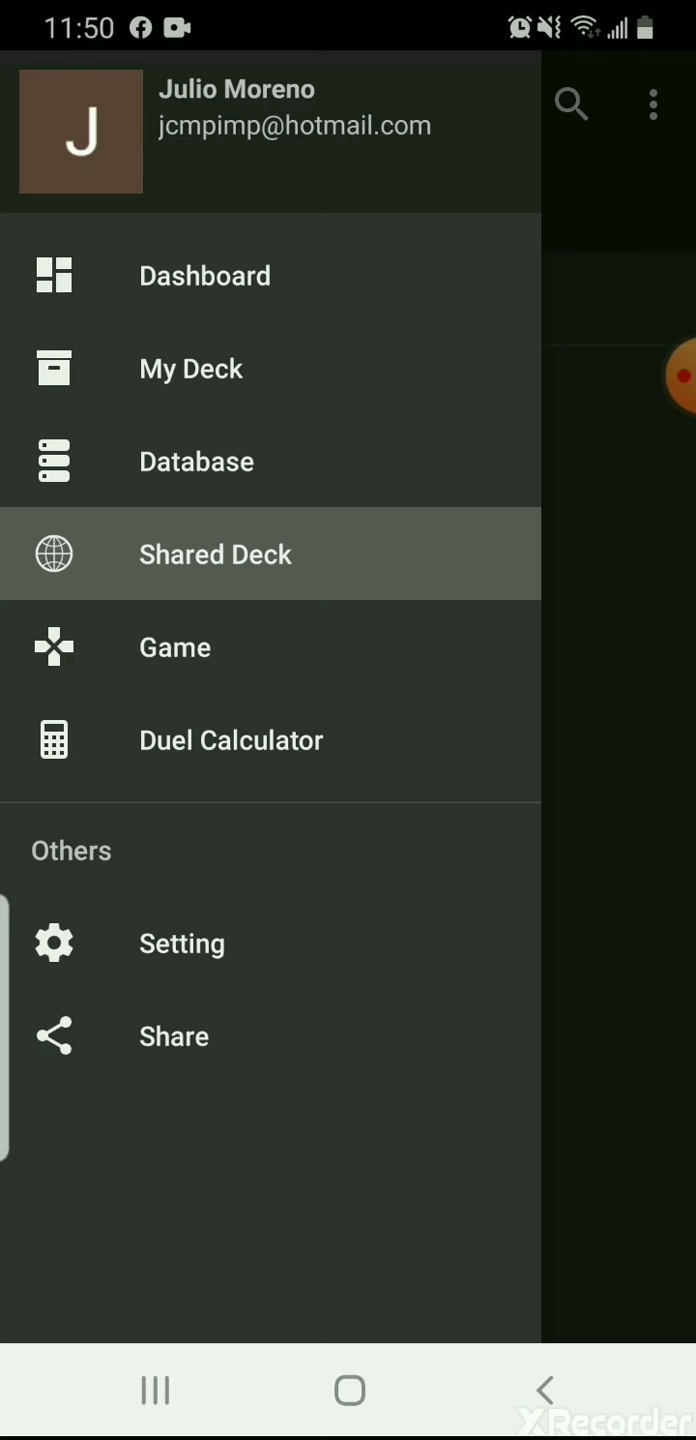 11:50
Julio Moreno
J
jcmpimp@hotmail.com
Dashboard
My Deck
Database
Shared Deck
Game
Duel Calculator
Others
Setting
Share
XRecorder